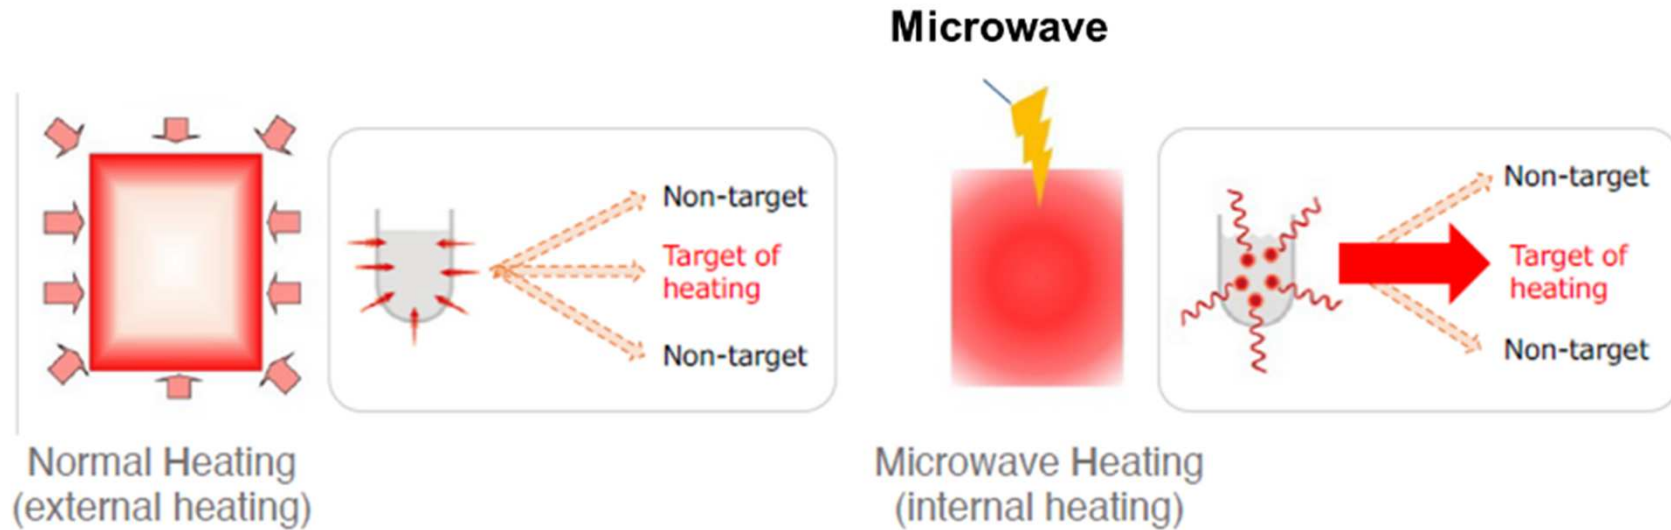 Microwave
Non-target
Target of
heating
Non-target
Non-target
Target of
heating
Non-target
Normal Heating
(external heating)
Microwave Heating
(internal heating)